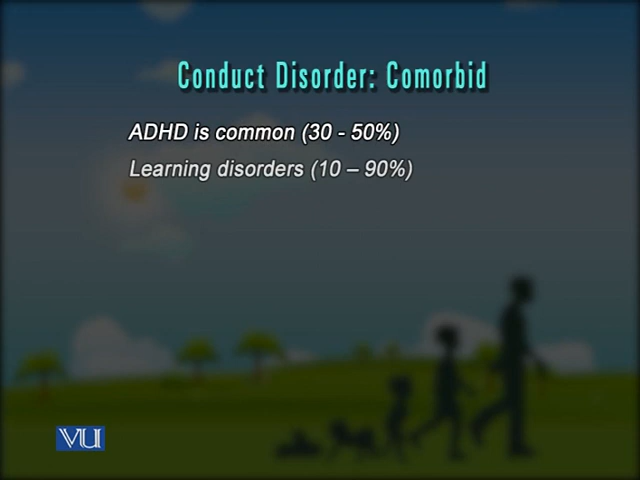 Conduct Disorder: Comorbid
ADHD is common (30 - 50%)
Learning disorders (10 – 90%)
VU